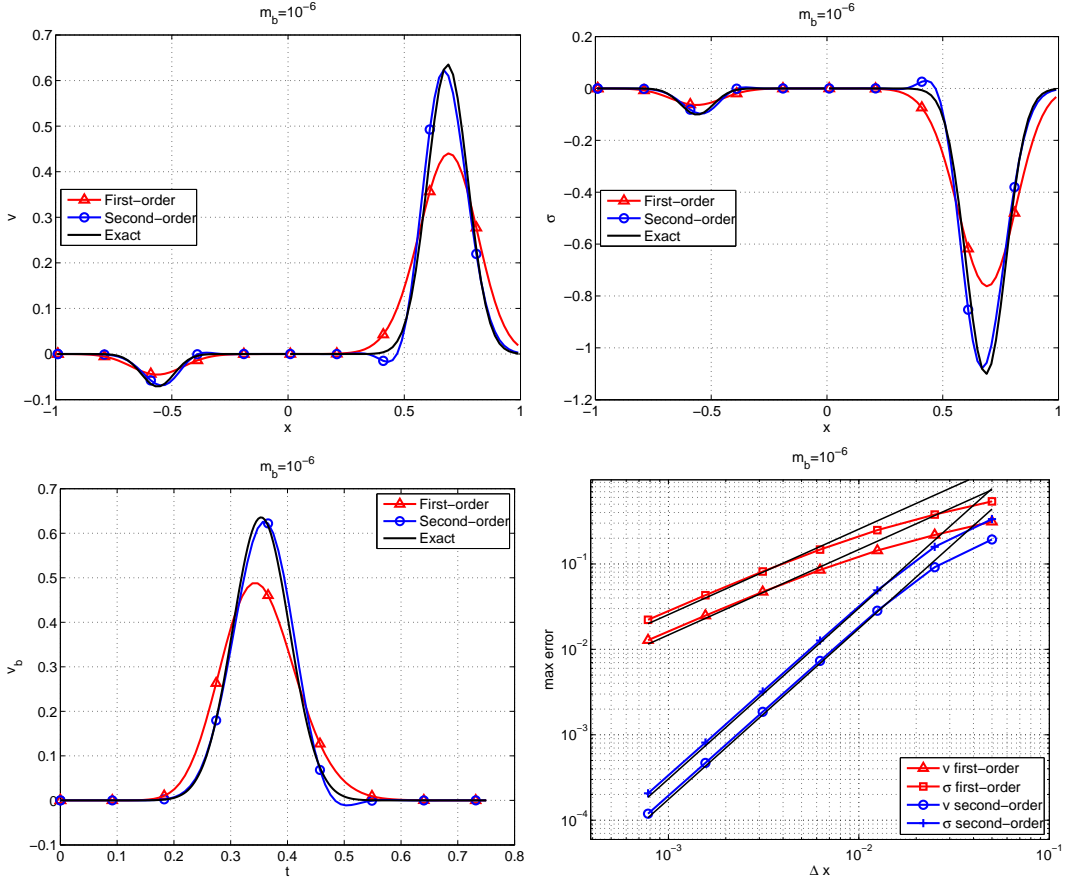 m_b=10^−6
0.7
0.6
0.5
0.4
0.3
0.2
0.1
0
−0.1
−1
−0.5
0
0.5
1
x
v
First−order
Second−order
Exact
m_b=10^−6
0.2
0
−0.2
−0.4
−0.6
−0.8
−1
−1.2
−1
−0.5
0
0.5
1
x
σ
First−order
Second−order
Exact
m_b=10^−6
0.7
0.6
0.5
0.4
0.3
0.2
0.1
0
−0.1
0
0.1
0.2
0.3
0.4
0.5
0.6
0.7
0.8
t
v_b
First−order
Second−order
Exact
m_b=10^−6
10^−1
10^−2
10^−3
10^−4
10^−3
10^−2
10^−1
Δ x
max error
v first−order
σ first−order
v second−order
σ second−order